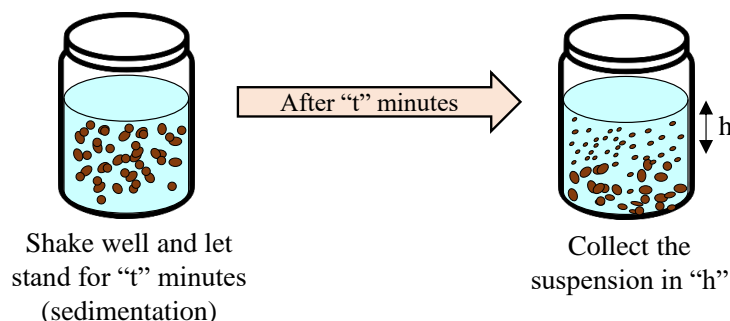 After “t” minutes
h
Shake well and let
stand for “t” minutes
(sedimentation)
Collect the
suspension in “h”